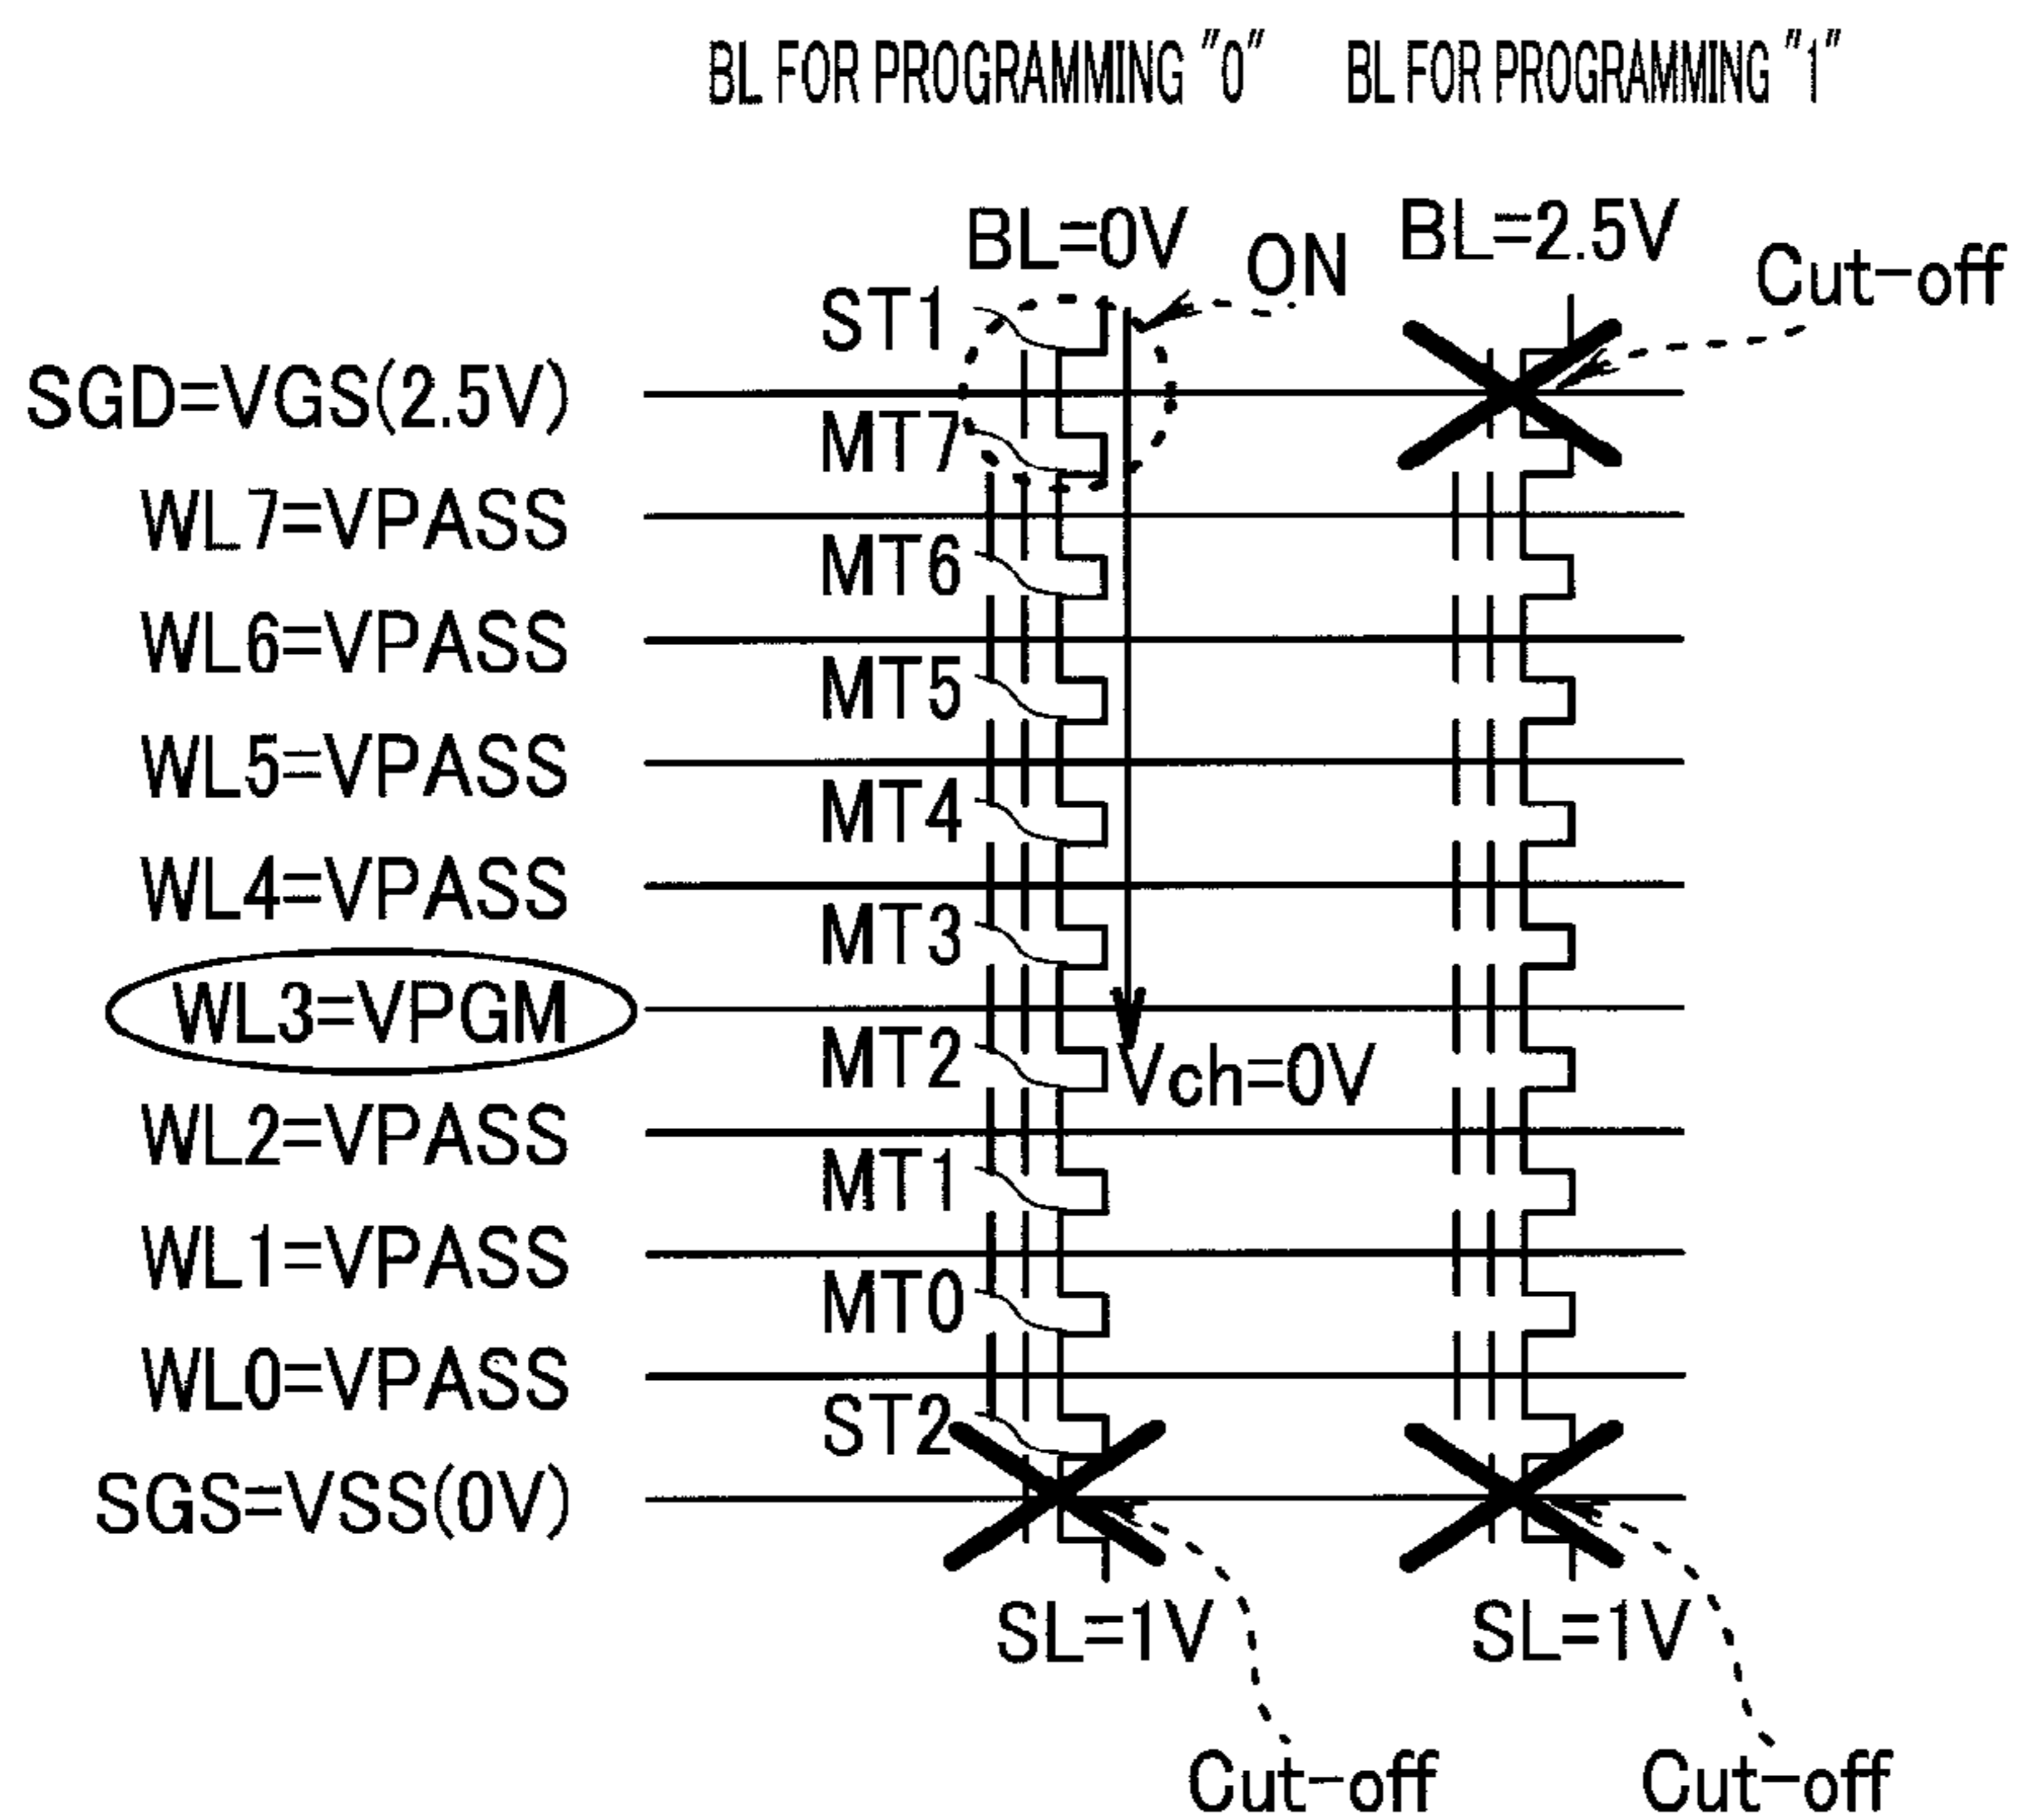 BL FOR PROGRAMMING "0" BL FOR PROGRAMMING "1"
BL=0V ON BL=2.5V Cut-off
ST1
SGD=VGS(2.5V)
MT7
WL7=VPASS
MT6
WL6=VPASS
MT5
WL5=VPASS
MT4
WL4=VPASS
MT3
WL3=VPGM
MT2 Vch=0V
WL2=VPASS
MT1
WL1=VPASS
MT0
WL0=VPASS
ST2
SGS=VSS(0V)
SL=1V SL=1V
Cut-off Cut-off